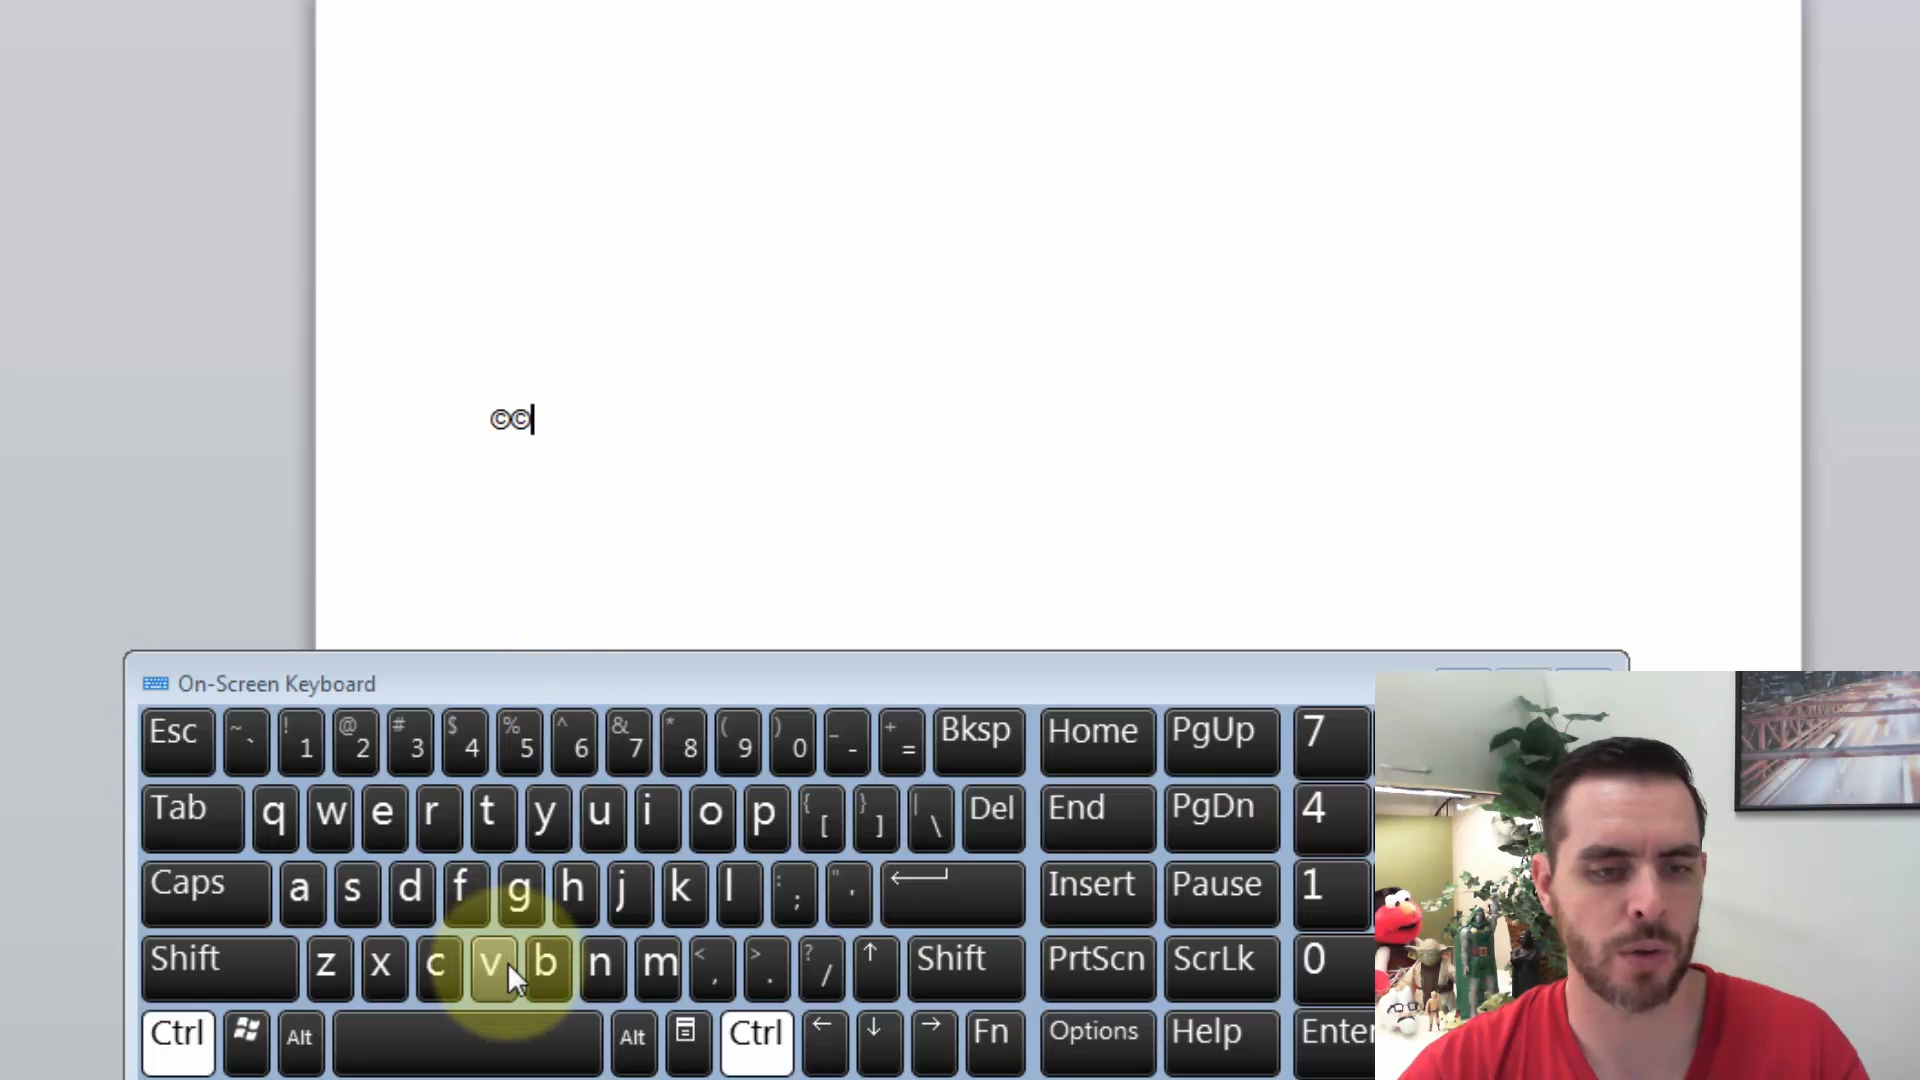 ©©
On-Screen Keyboard
Esc ~ ` ! 1 @ 2 # 3 $ 4 % 5 ^ 6 & 7 * 8 ( 9 ) 0 _ - + = Bksp Home PgUp 7
Tab q w e r t y u i o p { [ } ] | \ Del End PgDn 4
Caps a s d f g h j k l : ; " ' Insert Pause 1
Shift z x c v b n m < , > . ? / ↑ Shift PrtScn ScrLk 0
Ctrl Alt Alt Ctrl ← ↓ → Fn Options Help Enter